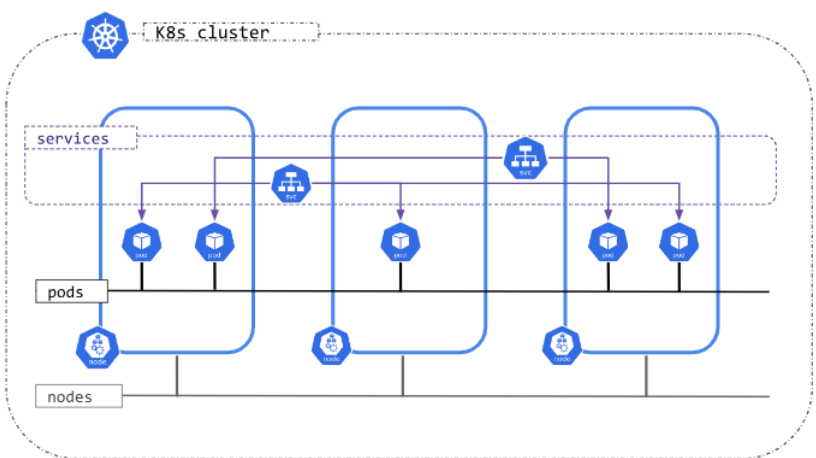 K8s cluster
services
svc
svc
pod
pod
pod
pod
pod
pods
node
node
node
nodes